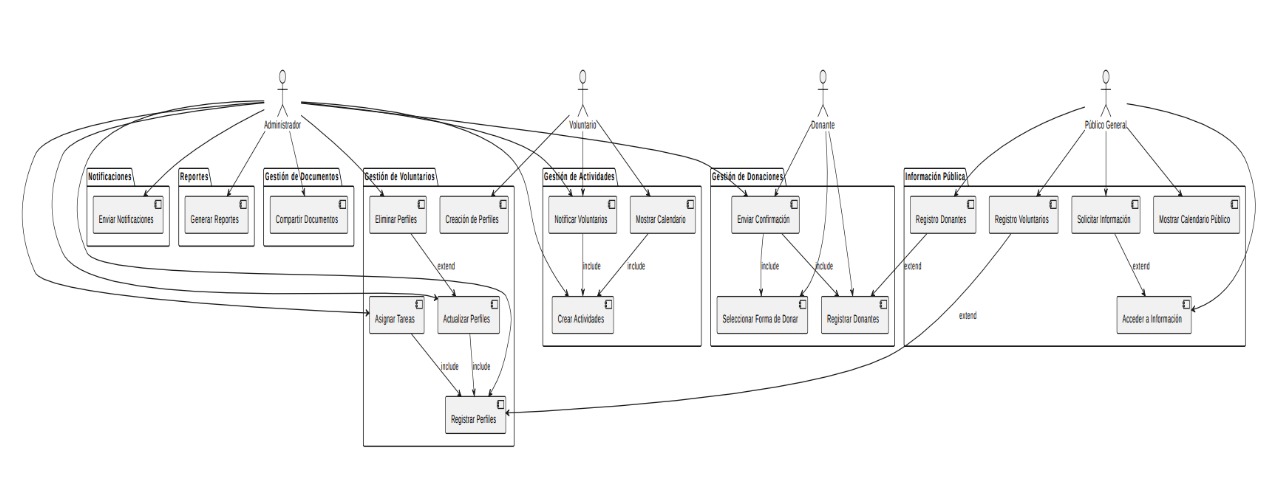 Administrador
Voluntario
Donante
Público General
Notificaciones
Reportes
Gestión de Documentos
Gestión de Voluntarios
Gestión de Actividades
Gestión de Donaciones
Información Pública
Enviar Notificaciones
Generar Reportes
Compartir Documentos
Eliminar Perfiles
Creación de Perfiles
Notificar Voluntarios
Mostrar Calendario
Enviar Confirmación
Registro Donantes
Registro Voluntarios
Solicitar Información
Mostrar Calendario Público
extend
include
include
include
include
extend
extend
Asignar Tareas
Actualizar Perfiles
Crear Actividades
Seleccionar Forma de Donar
Registrar Donantes
Acceder a Información
extend
include
include
Registrar Perfiles